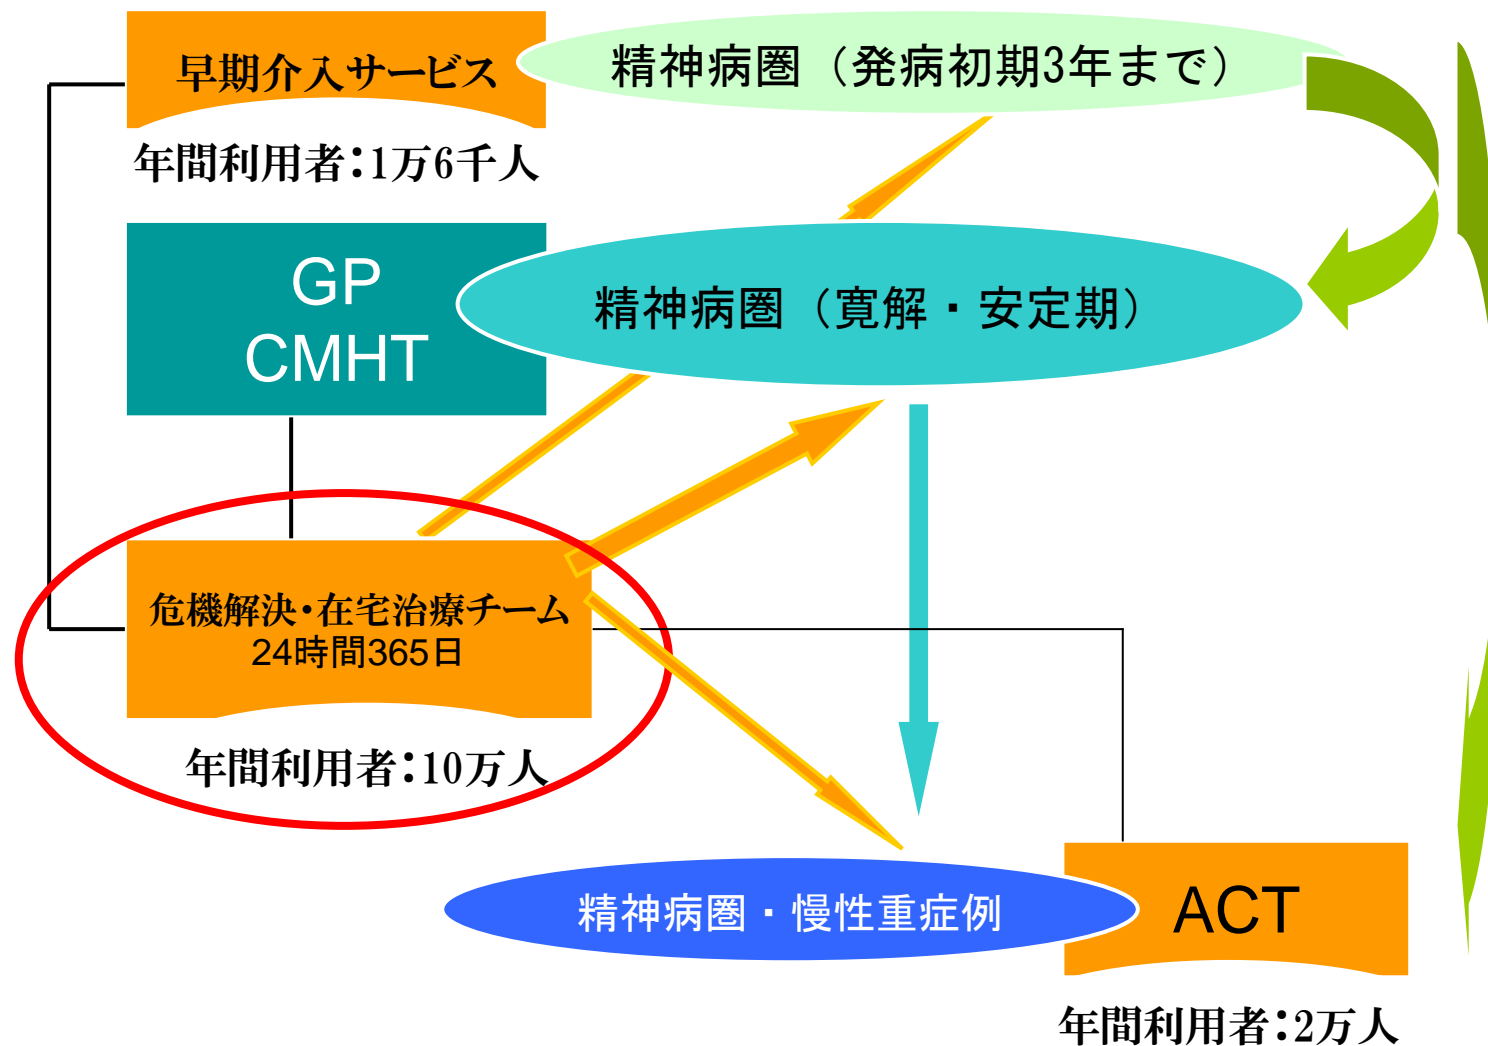 早期介入サービス
精神病圏（発病初期3年まで）
年間利用者：1万6千人
GP
CMHT
精神病圏（寛解・安定期）
危機解決・在宅治療チーム
24時間365日
年間利用者：10万人
精神病圏・慢性重症例
ACT
年間利用者：2万人